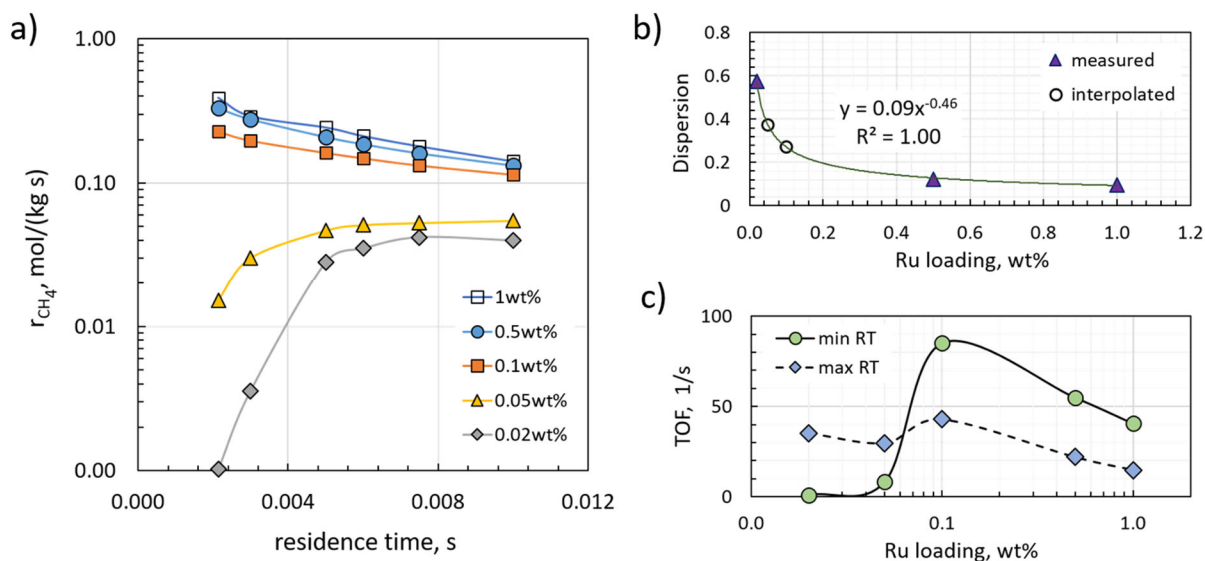 a)
1.00
0.10
0.01
0.00
r_CH4, mol/(kg s)
0.000
0.004
0.008
0.012
residence time, s
1wt%
0.5wt%
0.1wt%
0.05wt%
0.02wt%
b)
0.8
0.6
0.4
0.2
0
Dispersion
measured
interpolated
y = 0.09x^-0.46
R² = 1.00
0.0 0.2 0.4 0.6 0.8 1.0 1.2
Ru loading, wt%
c)
100
50
0
TOF, 1/s
min RT
max RT
0.0 0.1 1.0
Ru loading, wt%